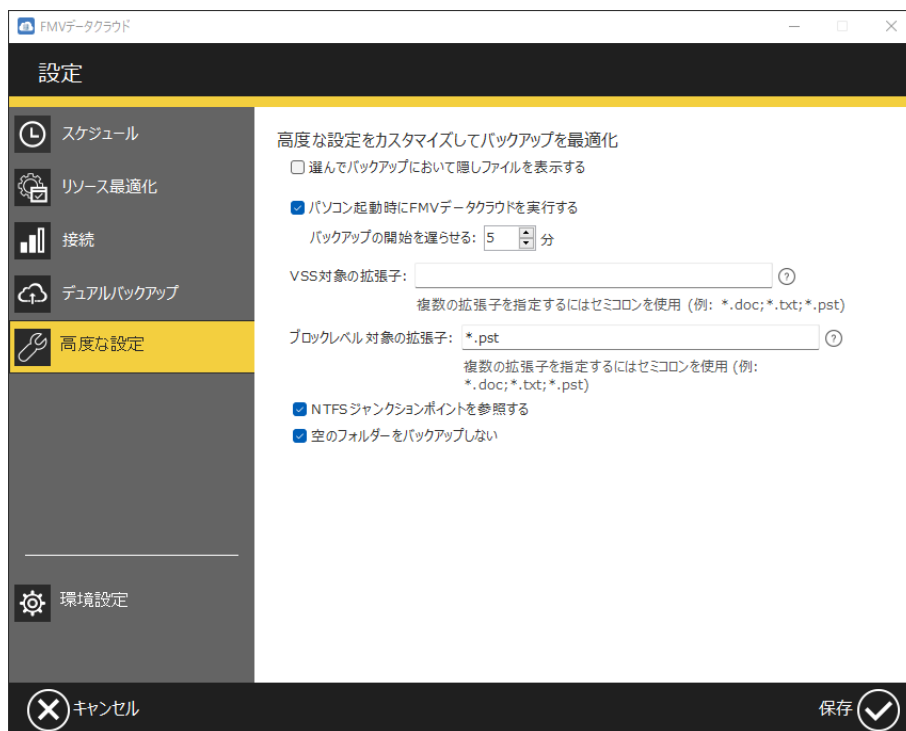 FMVデータクラウド
設定
スケジュール
リソース最適化
接続
デュアルバックアップ
高度な設定
環境設定
高度な設定をカスタマイズしてバックアップを最適化
選んでバックアップにおいて隠しファイルを表示する
パソコン起動時にFMVデータクラウドを実行する
バックアップの開始を遅らせる: 5 分
VSS対象の拡張子: ?
複数の拡張子を指定するにはセミコロンを使用 (例: *.doc;*.txt;*.pst)
ブロックレベル対象の拡張子: *.pst ?
複数の拡張子を指定するにはセミコロンを使用 (例:
*.doc;*.txt;*.pst)
NTFSジャンクションポイントを参照する
空のフォルダーをバックアップしない
キャンセル
保存